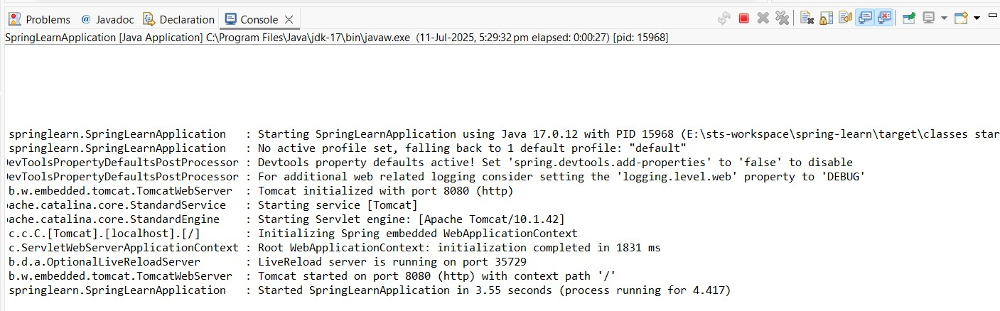 Problems @ Javadoc Declaration Console
SpringLearnApplication [Java Application] C:\Program Files\Java\jdk-17\bin\javaw.exe (11-Jul-2025, 5:29:32 pm elapsed: 0:00:27) [pid: 15968]
springlearn.SpringLearnApplication : Starting SpringLearnApplication using Java 17.0.12 with PID 15968 (E:\sts-workspace\spring-learn\target\classes star
springlearn.SpringLearnApplication : No active profile set, falling back to 1 default profile: "default"
DevToolsPropertyDefaultsPostProcessor : Devtools property defaults active! Set 'spring.devtools.add-properties' to 'false' to disable
DevToolsPropertyDefaultsPostProcessor : For additional web related logging consider setting the 'logging.level.web' property to 'DEBUG'
b.w.embedded.tomcat.TomcatWebServer : Tomcat initialized with port 8080 (http)
ache.catalina.core.StandardService : Starting service [Tomcat]
ache.catalina.core.StandardEngine : Starting Servlet engine: [Apache Tomcat/10.1.42]
c.c.C.[Tomcat].[localhost].[/] : Initializing Spring embedded WebApplicationContext
c.ServletWebServerApplicationContext : Root WebApplicationContext: initialization completed in 1831 ms
b.d.a.OptionalLiveReloadServer : LiveReload server is running on port 35729
b.w.embedded.tomcat.TomcatWebServer : Tomcat started on port 8080 (http) with context path '/'
springlearn.SpringLearnApplication : Started SpringLearnApplication in 3.55 seconds (process running for 4.417)